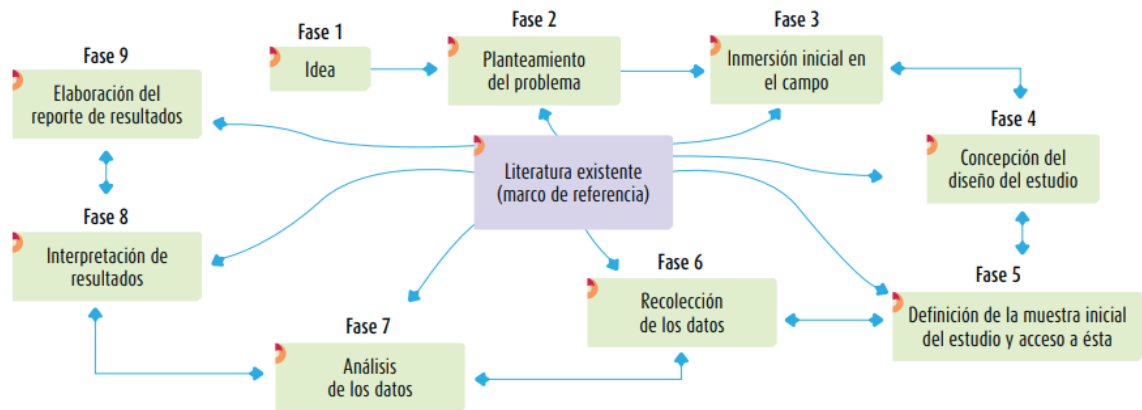 Fase 1
Idea
Fase 2
Planteamiento
del problema
Fase 3
Inmersión inicial en
el campo
Fase 4
Concepción del
diseño del estudio
Fase 5
Definición de la muestra inicial
del estudio y acceso a ésta
Fase 6
Recolección
de los datos
Fase 7
Análisis
de los datos
Fase 8
Interpretación de
resultados
Fase 9
Elaboración del
reporte de resultados
Literatura existente
(marco de referencia)